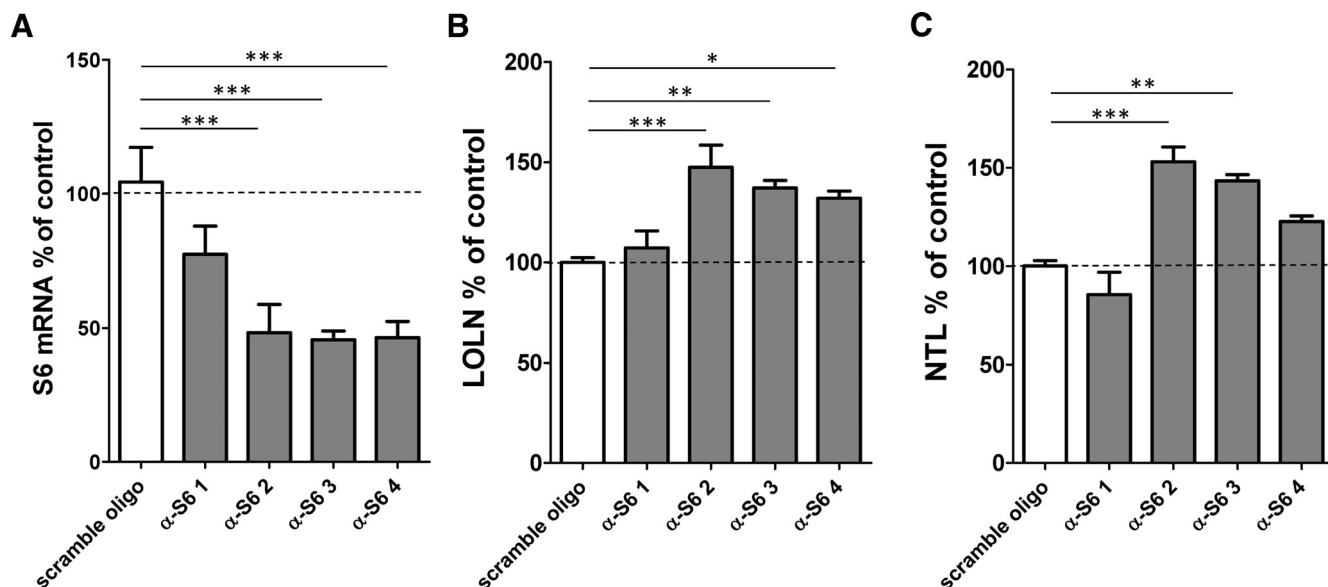 A
S6 mRNA % of control
150
100
50
0
***
***
***
scramble oligo
α-S6 1
α-S6 2
α-S6 3
α-S6 4
B
LOLN % of control
200
150
100
50
0
*
**
***
scramble oligo
α-S6 1
α-S6 2
α-S6 3
α-S6 4
C
NTL % of control
200
150
100
50
0
**
***
scramble oligo
α-S6 1
α-S6 2
α-S6 3
α-S6 4